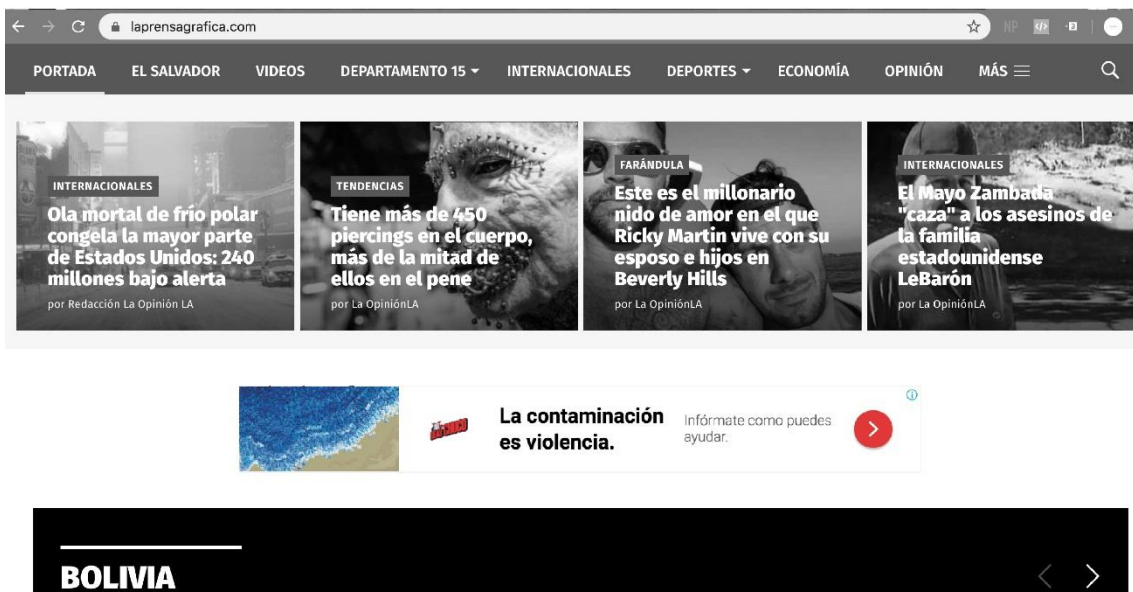 laprensagrafica.com
NP
PORTADA EL SALVADOR VIDEOS DEPARTAMENTO 15 INTERNACIONALES DEPORTES ECONOMÍA OPINIÓN MÁS
INTERNACIONALES
Ola mortal de frío polar
congela la mayor parte
de Estados Unidos: 240
millones bajo alerta
por Redacción La Opinión LA
TENDENCIAS
Tiene más de 450
piercings en el cuerpo,
más de la mitad de
ellos en el pene
por La OpiniónLA
FARÁNDULA
Este es el millonario
nido de amor en el que
Ricky Martin vive con su
esposo e hijos en
Beverly Hills
por La OpiniónLA
INTERNACIONALES
El Mayo Zambada
"caza" a los asesinos de
la familia
estadounidense
LeBarón
por La OpiniónLA
La contaminación
es violencia.
Infórmate como puedes
ayudar.
BOLIVIA